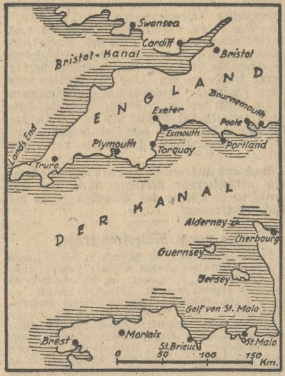 Swansea
Cardiff
Bristol
Bristol-Kanal
ENGLAND
Bournemouth
Exeter
Poole
Exmouth
Lands End
Plymouth
Torquay
Portland
Truro
DER KANAL
Alderney
Cherbourg
Guernsey
Jersey
Golf von St. Malo
Brest
Morlaix
St. Brieuc
St. Malo
0 50 100 150
Km.